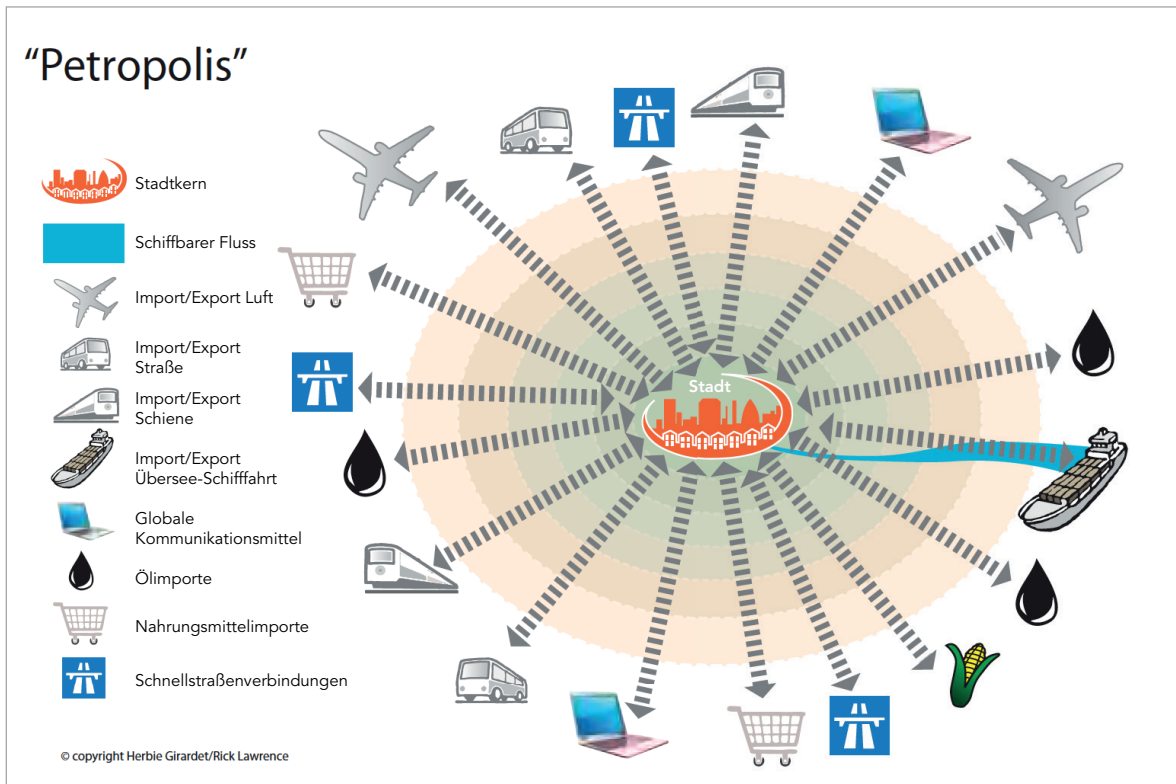 “Petropolis”
Stadtkern
Schiffbarer Fluss
Import/Export Luft
Import/Export
Straße
Import/Export
Schiene
Import/Export
Übersee-Schifffahrt
Globale
Kommunikationsmittel
Ölimporte
Nahrungsmittelimporte
Schnellstraßenverbindungen
Stadt
© copyright Herbie Girardet/Rick Lawrence